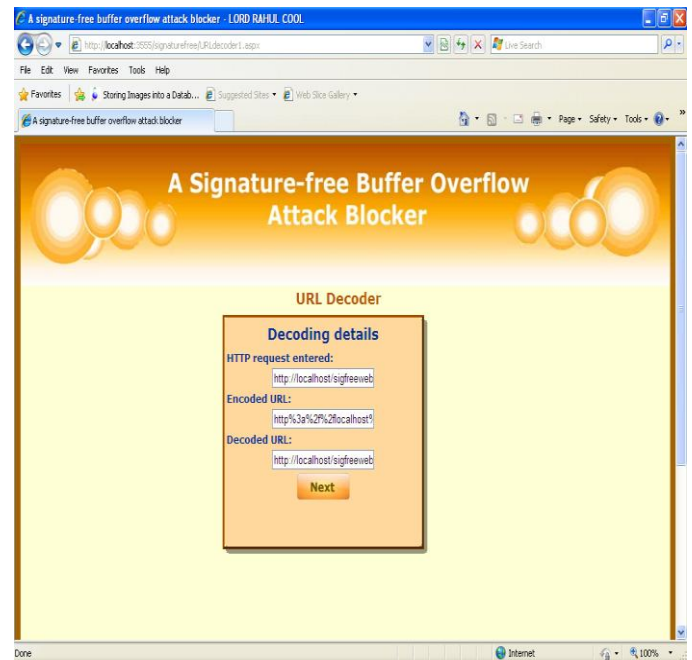 A signature-free buffer overflow attack blocker - LORD RAHUL COOL
http://localhost:3555/signaturefree/URLdecoder1.aspx
Live Search
File Edit View Favorites Tools Help
Favorites Storing Images into a Datab... Suggested Sites Web Slice Gallery
A signature-free buffer overflow attack blocker Page Safety Tools »
A Signature-free Buffer Overflow
Attack Blocker
URL Decoder
Decoding details
HTTP request entered:
http://localhost/sigfreeweb
Encoded URL:
http%3a%2f%2flocalhost%
Decoded URL:
http://localhost/sigfreeweb
Next
Done Internet 100%